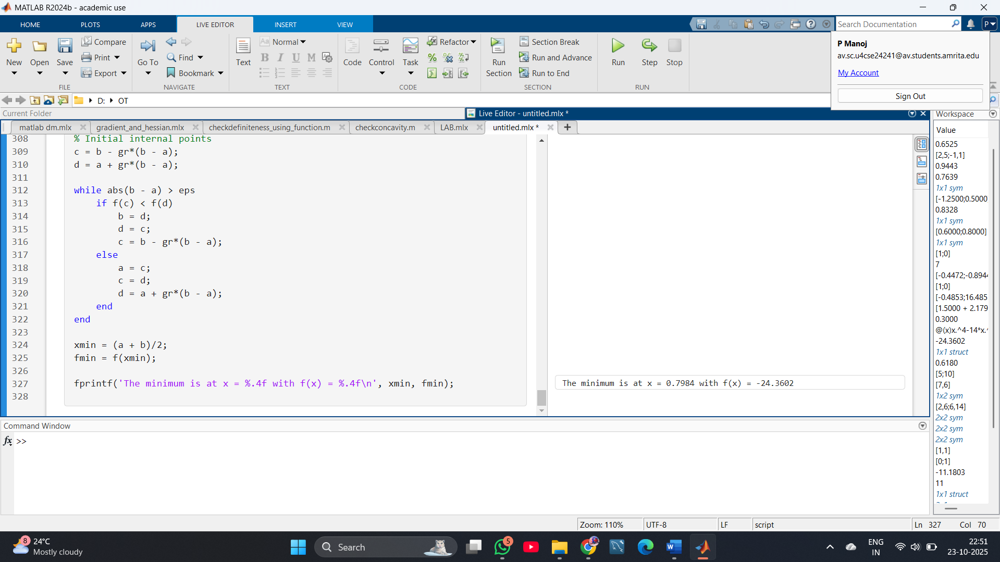 MATLAB R2024b - academic use
HOME PLOTS APPS LIVE EDITOR INSERT VIEW
Search Documentation
P
P Manoj
av.sc.u4cse24241@av.students.amrita.edu
My Account
Sign Out
New Open Save
Compare
Print
Export
FILE
Go To
Find
Bookmark
NAVIGATE
Text
Aa Normal
B I U M
TEXT
Code Control Task
Refactor
CODE
Run Section
Section Break
Run and Advance
Run to End
SECTION
Run Step Stop
RUN
D: OT
Current Folder
Live Editor - untitled.mlx *
Workspace
matlab dm.mlx gradient_and_hessian.mlx checkdefiniteness_using_function.m checkconcavity.m LAB.mlx untitled.mlx *
308 % Initial internal points
309 c = b - gr*(b - a);
310 d = a + gr*(b - a);
311
312 while abs(b - a) > eps
313 if f(c) < f(d)
314 b = d;
315 d = c;
316 c = b - gr*(b - a);
317 else
318 a = c;
319 c = d;
320 d = a + gr*(b - a);
321 end
322 end
323
324 xmin = (a + b)/2;
325 fmin = f(xmin);
326
327 fprintf('The minimum is at x = %.4f with f(x) = %.4f\n', xmin, fmin);
328
The minimum is at x = 0.7984 with f(x) = -24.3602
Value
0.6525
[2,5;-1,1]
0.9443
0.7639
1x1 sym
[-1.2500;0.5000
0.8328
1x1 sym
[0.6000;0.8000]
1x1 sym
[1;0]
7
[-0.4472;-0.894
[1;0]
[-0.4853;16.485
[1.5000 + 2.179
0.3000
@(x)x.^4-14*x.^
-24.3602
1x1 struct
0.6180
[5;10]
[7,6]
1x2 sym
[2,6;6,14]
2x2 sym
2x2 sym
2x2 sym
[1,1]
[0;1]
-11.1803
11
1x1 struct
Command Window
fx >>
Zoom: 110% UTF-8 LF script Ln 327 Col 70
8
24°C
Mostly cloudy
Search
5
ENG
IN
22:51
23-10-2025